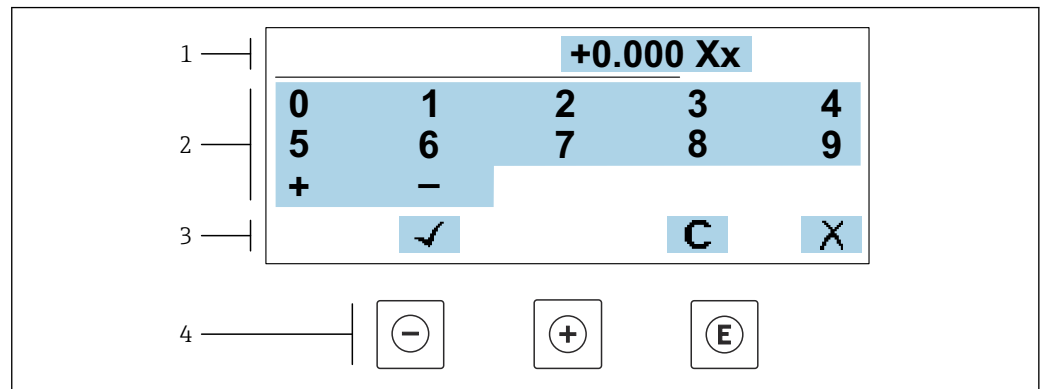 1 +0.000 Xx
0 1 2 3 4
2 5 6 7 8 9
+ −
3 ✓ C X
4 − + E